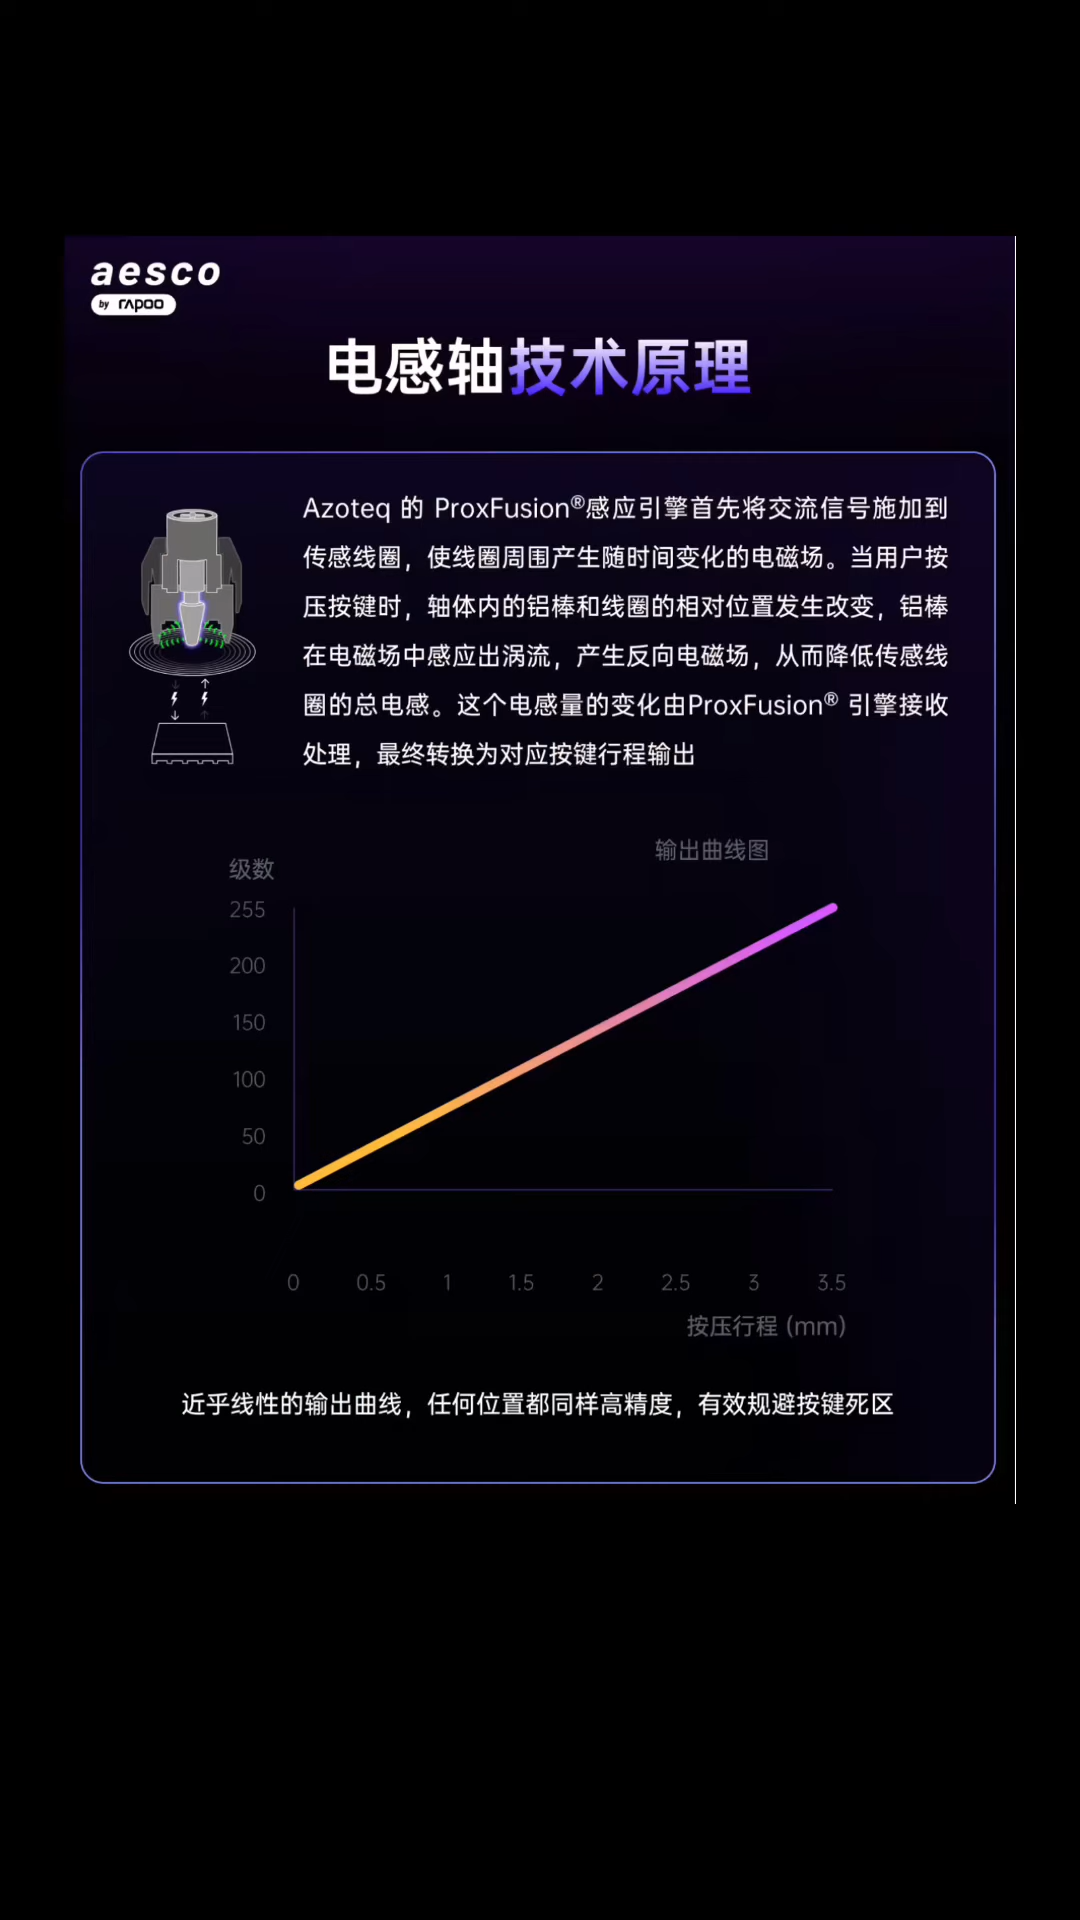 aesco
by rapoo
电感轴技术原理
Azoteq 的 ProxFusion®感应引擎首先将交流信号施加到
传感线圈，使线圈周围产生随时间变化的电磁场。当用户按
压按键时，轴体内的铝棒和线圈的相对位置发生改变，铝棒
在电磁场中感应出涡流，产生反向电磁场，从而降低传感线
圈的总电感。这个电感量的变化由ProxFusion® 引擎接收
处理，最终转换为对应按键行程输出
输出曲线图
级数
255
200
150
100
50
0
0 0.5 1 1.5 2 2.5 3 3.5
按压行程 (mm)
近乎线性的输出曲线，任何位置都同样高精度，有效规避按键死区